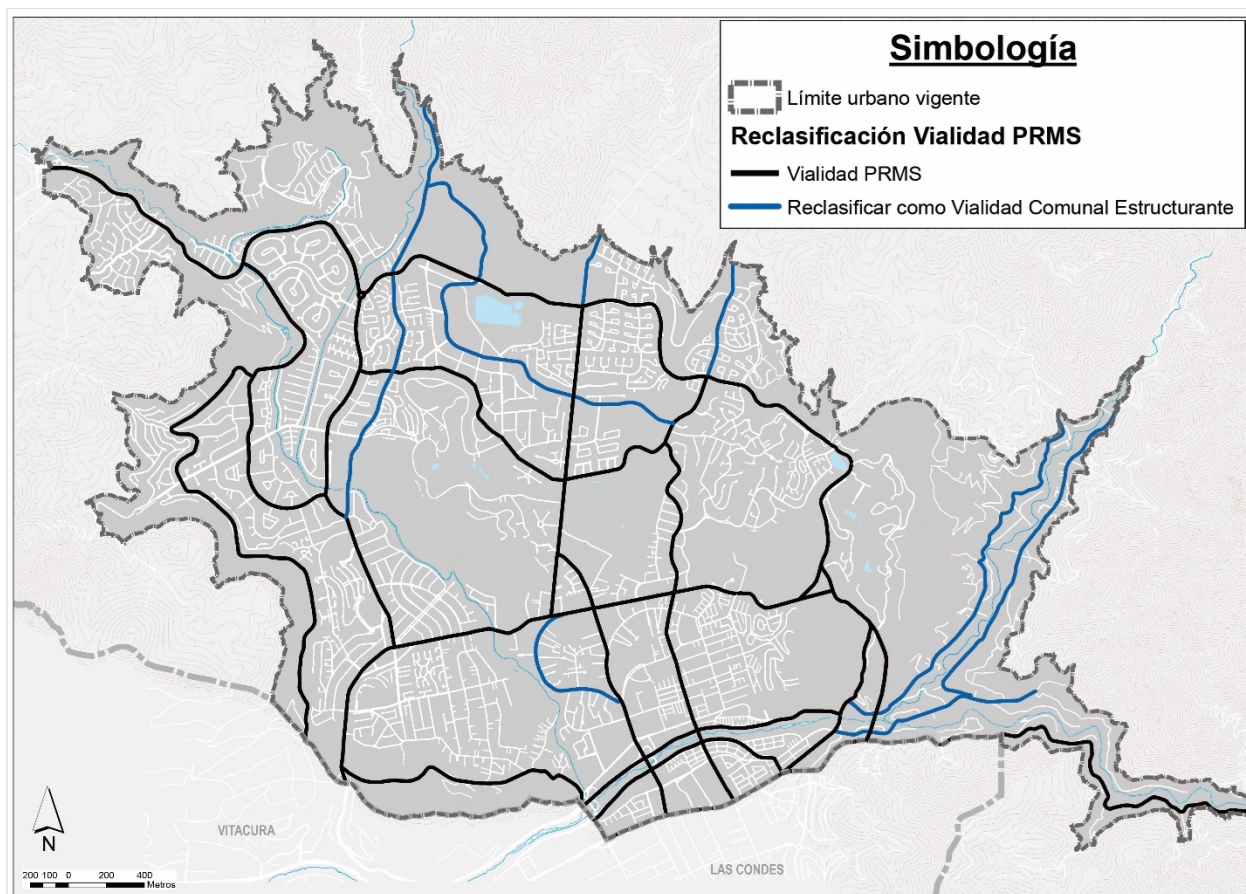 Simbología
Límite urbano vigente
Reclasificación Vialidad PRMS
Vialidad PRMS
Reclasificar como Vialidad Comunal Estructurante
VITACURA
LAS CONDES
N
200 100 0 200 400
Metros